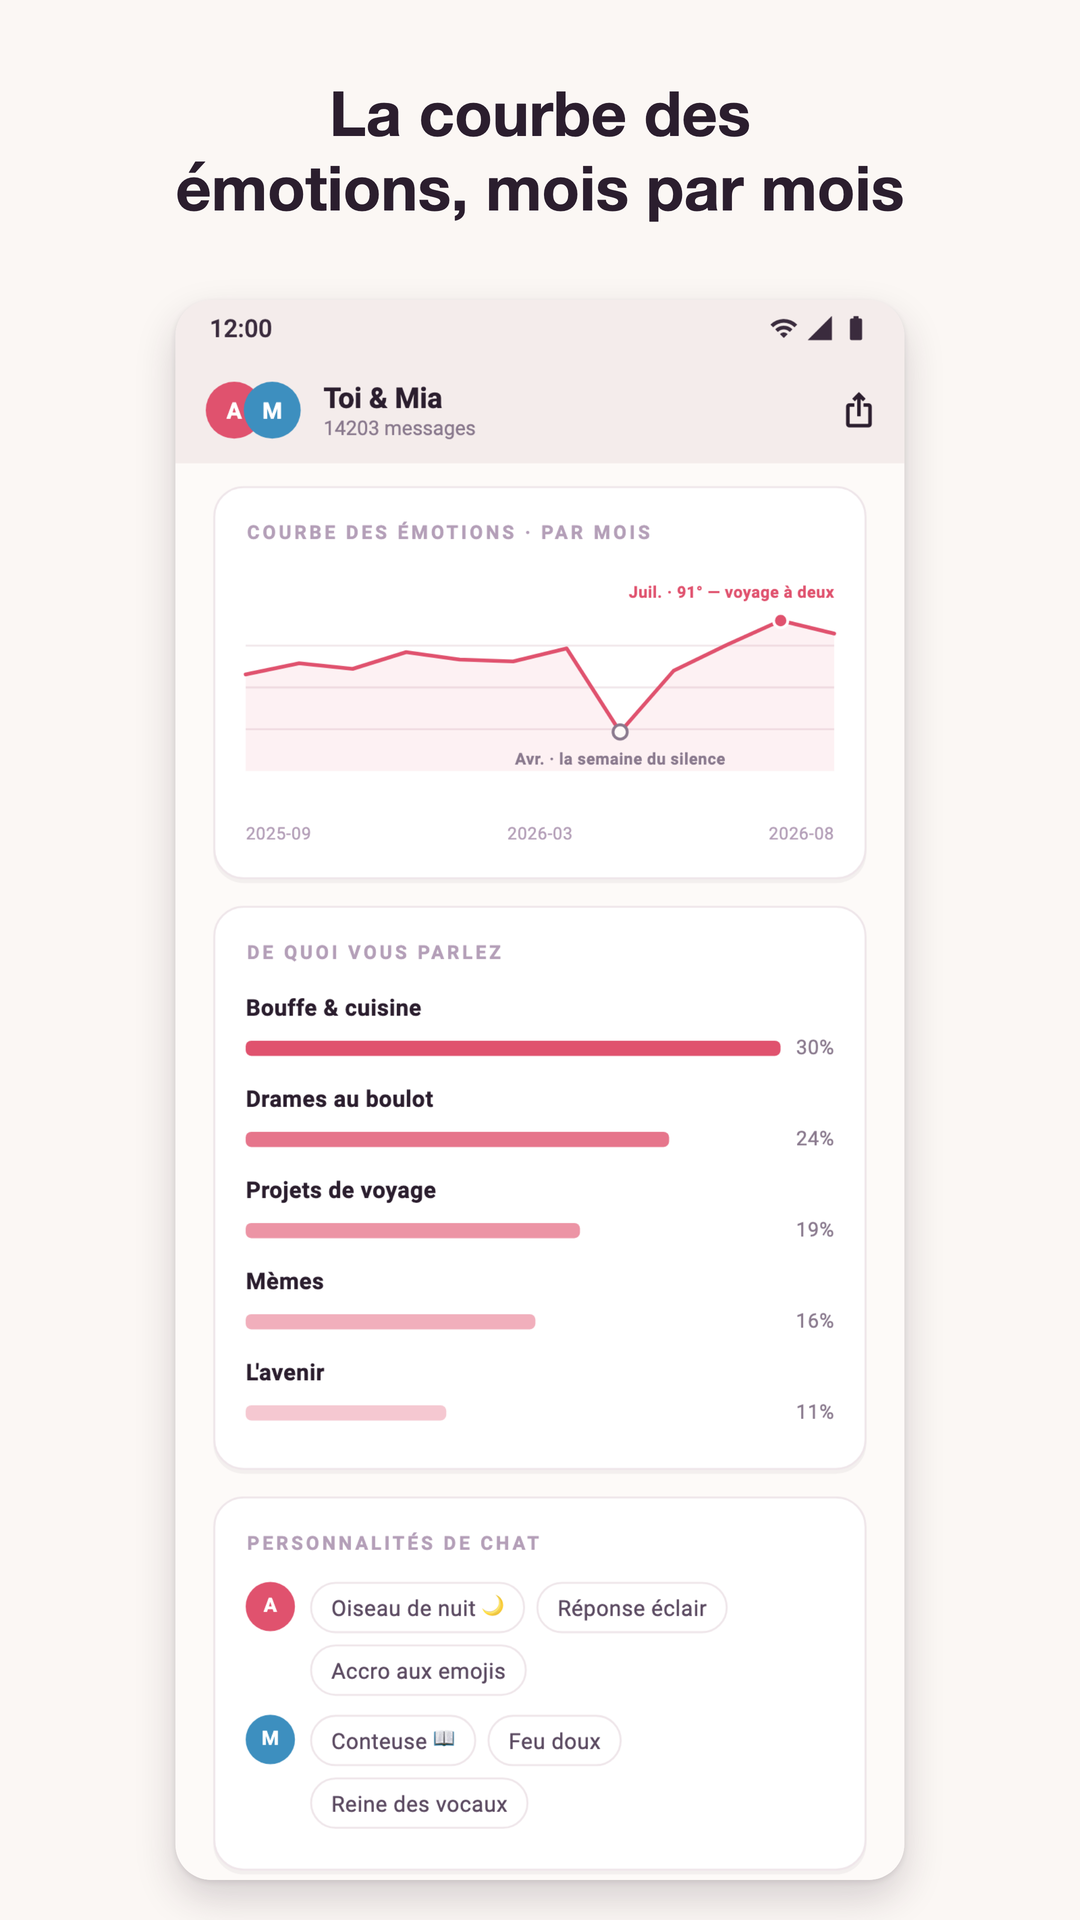 La courbe des
émotions, mois par mois
12:00
A M
Toi & Mia
14203 messages
COURBE DES ÉMOTIONS · PAR MOIS
Juil. · 91° — voyage à deux
Avr. · la semaine du silence
2025-09 2026-03 2026-08
DE QUOI VOUS PARLEZ
Bouffe & cuisine
30%
Drames au boulot
24%
Projets de voyage
19%
Mèmes
16%
L'avenir
11%
PERSONNALITÉS DE CHAT
A Oiseau de nuit 🌙 Réponse éclair
Accro aux emojis
M Conteuse 📖 Feu doux
Reine des vocaux